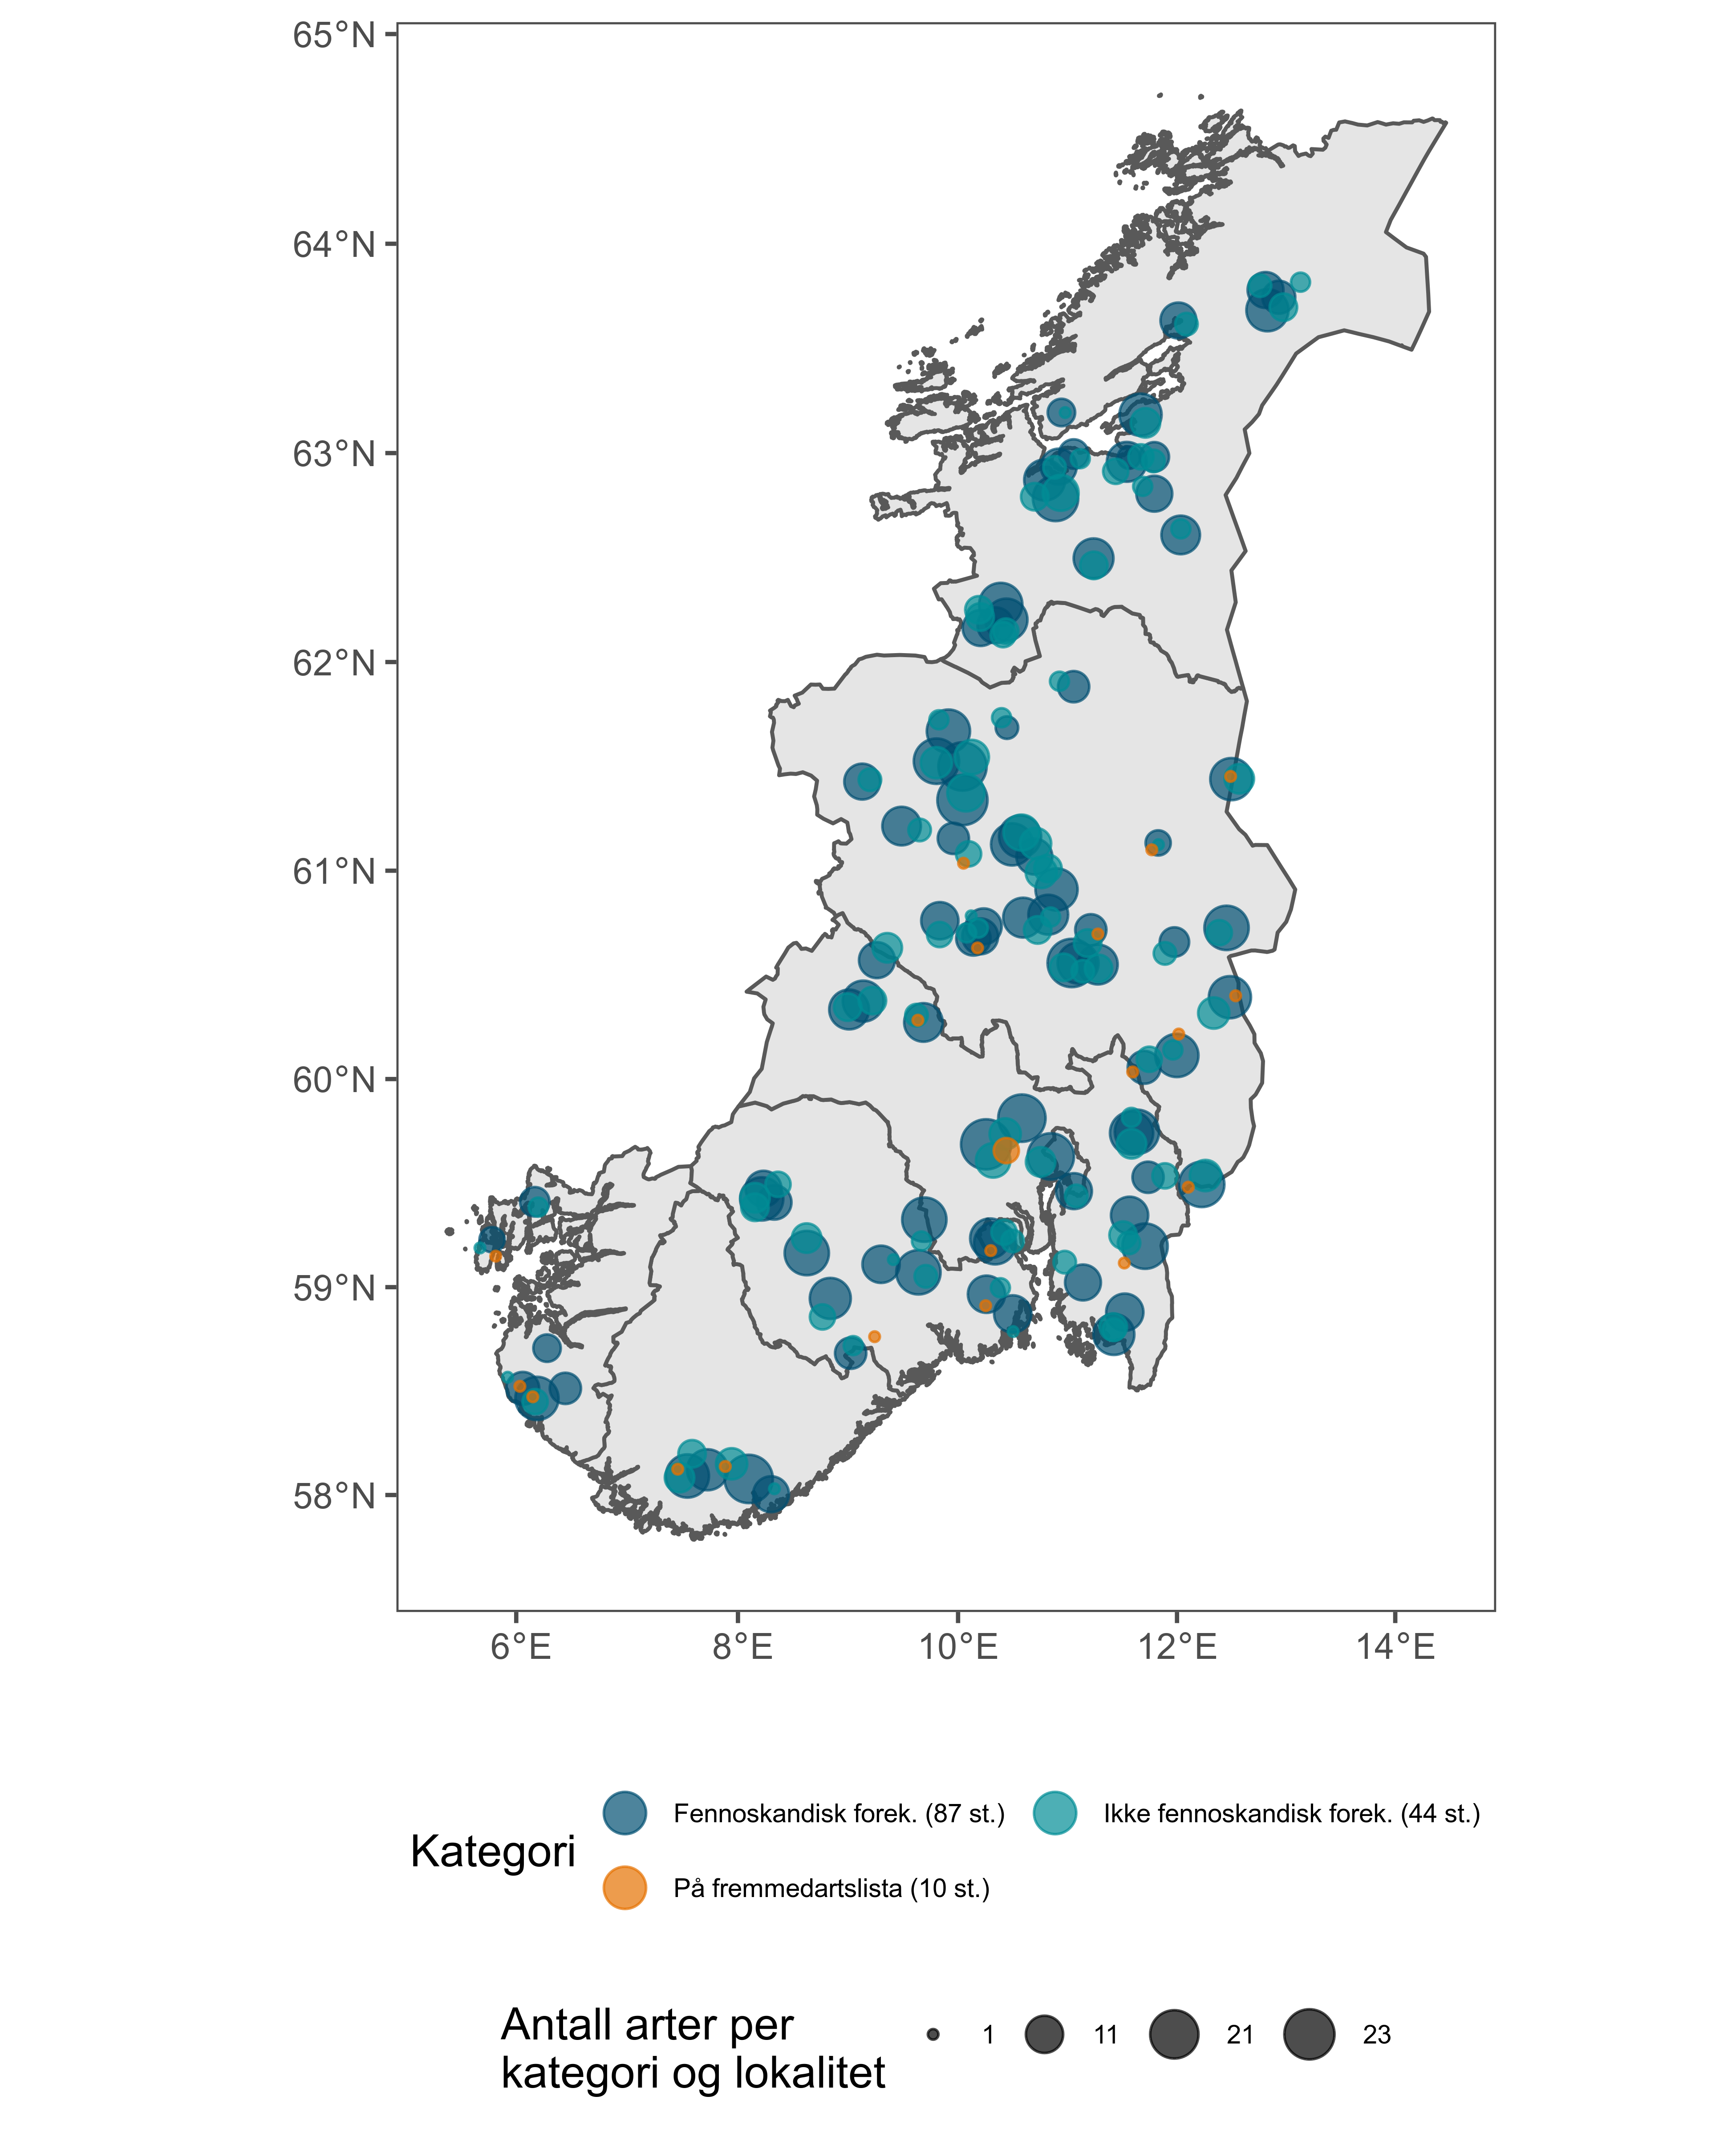 65°N
64°N
63°N
62°N
61°N
60°N
59°N
58°N
6°E 8°E 10°E 12°E 14°E
Kategori
Fennoskandisk forek. (87 st.)
Ikke fennoskandisk forek. (44 st.)
På fremmedartslista (10 st.)
Antall arter per
kategori og lokalitet
1 11 21 23